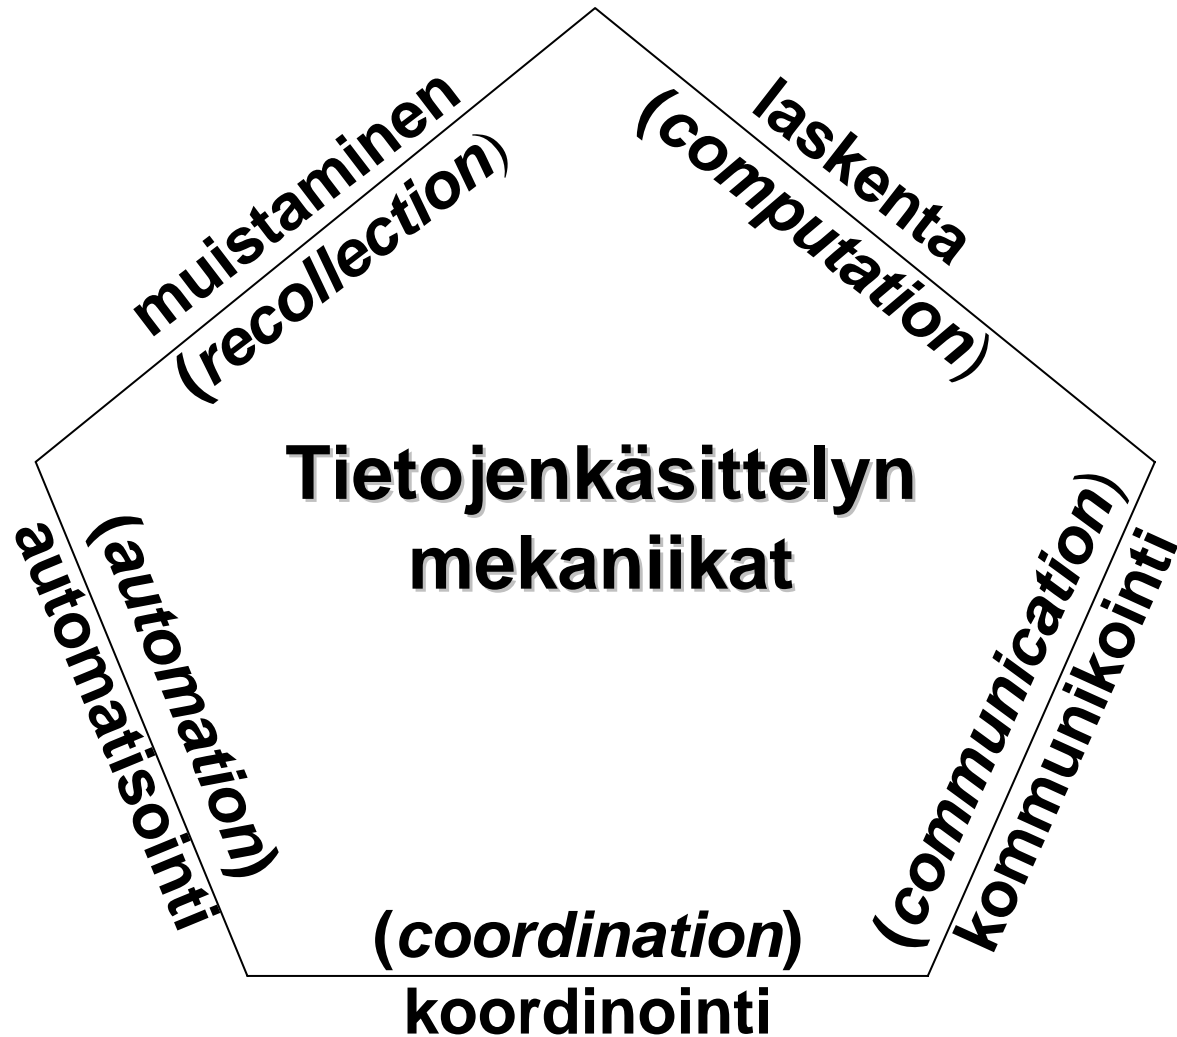 muistaminen
(recollection)
laskenta
(computation)
Tietojenkäsittelyn
mekaniikat
(automation)
automatisointi
(communication)
kommunikointi
(coordination)
koordinointi